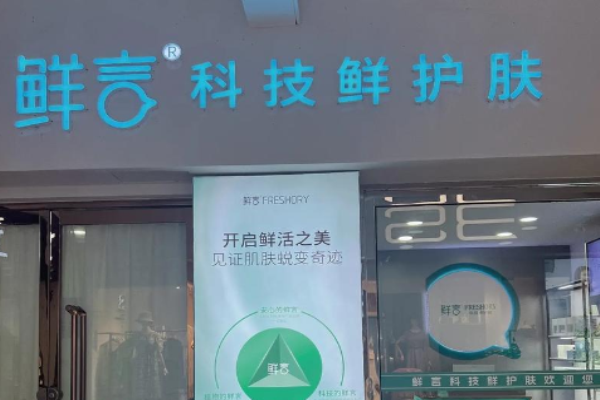 鲜言® 科技鲜护肤
鲜言 FRESHORY
开启鲜活之美
见证肌肤蜕变奇迹
鲜言
鲜言
鲜言科技鲜护肤欢迎您